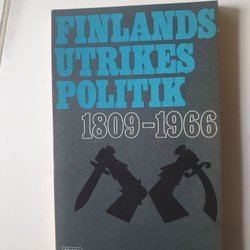 FINLANDS
UTRIKES
POLITIK
1809-1966